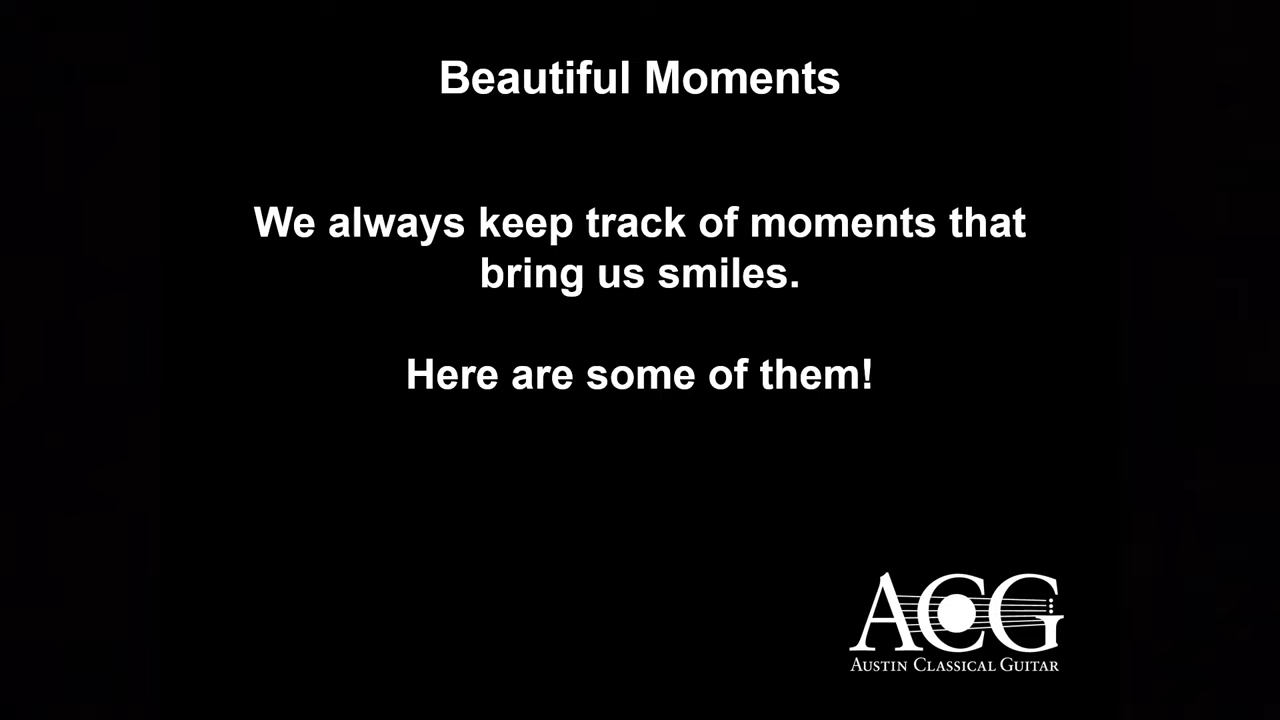 Beautiful Moments
We always keep track of moments that
bring us smiles.
Here are some of them!
ACG
AUSTIN CLASSICAL GUITAR